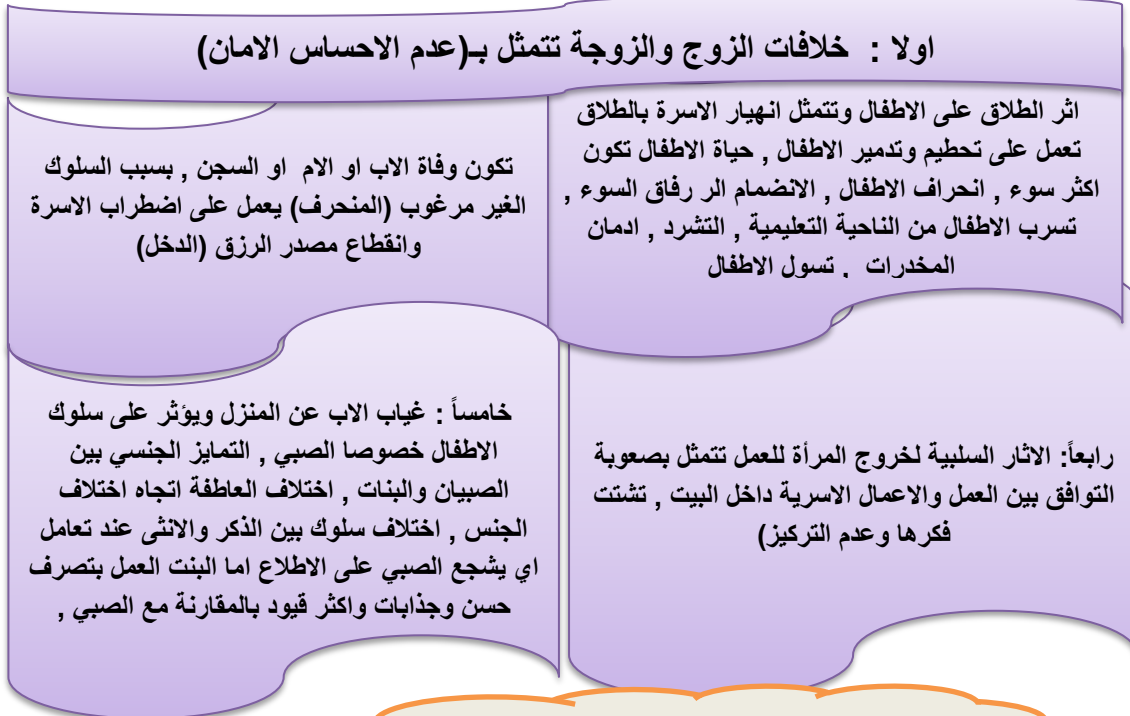 اولا : خلافات الزوج والزوجة تتمثل بـ(عدم الاحساس الامان)
اثر الطلاق على الاطفال وتتمثل انهيار الاسرة بالطلاق
تعمل على تحطيم وتدمير الاطفال , حياة الاطفال تكون
اكثر سوء , انحراف الاطفال , الانضمام الر رفاق السوء ,
تسرب الاطفال من الناحية التعليمية , التشرد , ادمان
المخدرات , تسول الاطفال
تكون وفاة الاب او الام او السجن , بسبب السلوك
الغير مرغوب (المنحرف) يعمل على اضطراب الاسرة
وانقطاع مصدر الرزق (الدخل)
رابعاً: الاثار السلبية لخروج المرأة للعمل تتمثل بصعوبة
التوافق بين العمل والاعمال الاسرية داخل البيت , تشتت
فكرها وعدم التركيز)
خامساً : غياب الاب عن المنزل ويؤثر على سلوك
الاطفال خصوصا الصبي , التمايز الجنسي بين
الصبيان والبنات , اختلاف العاطفة اتجاه اختلاف
الجنس , اختلاف سلوك بين الذكر والانثى عند تعامل
اي يشجع الصبي على الاطلاع اما البنت العمل بتصرف
حسن وجذابات واكثر قيود بالمقارنة مع الصبي ,